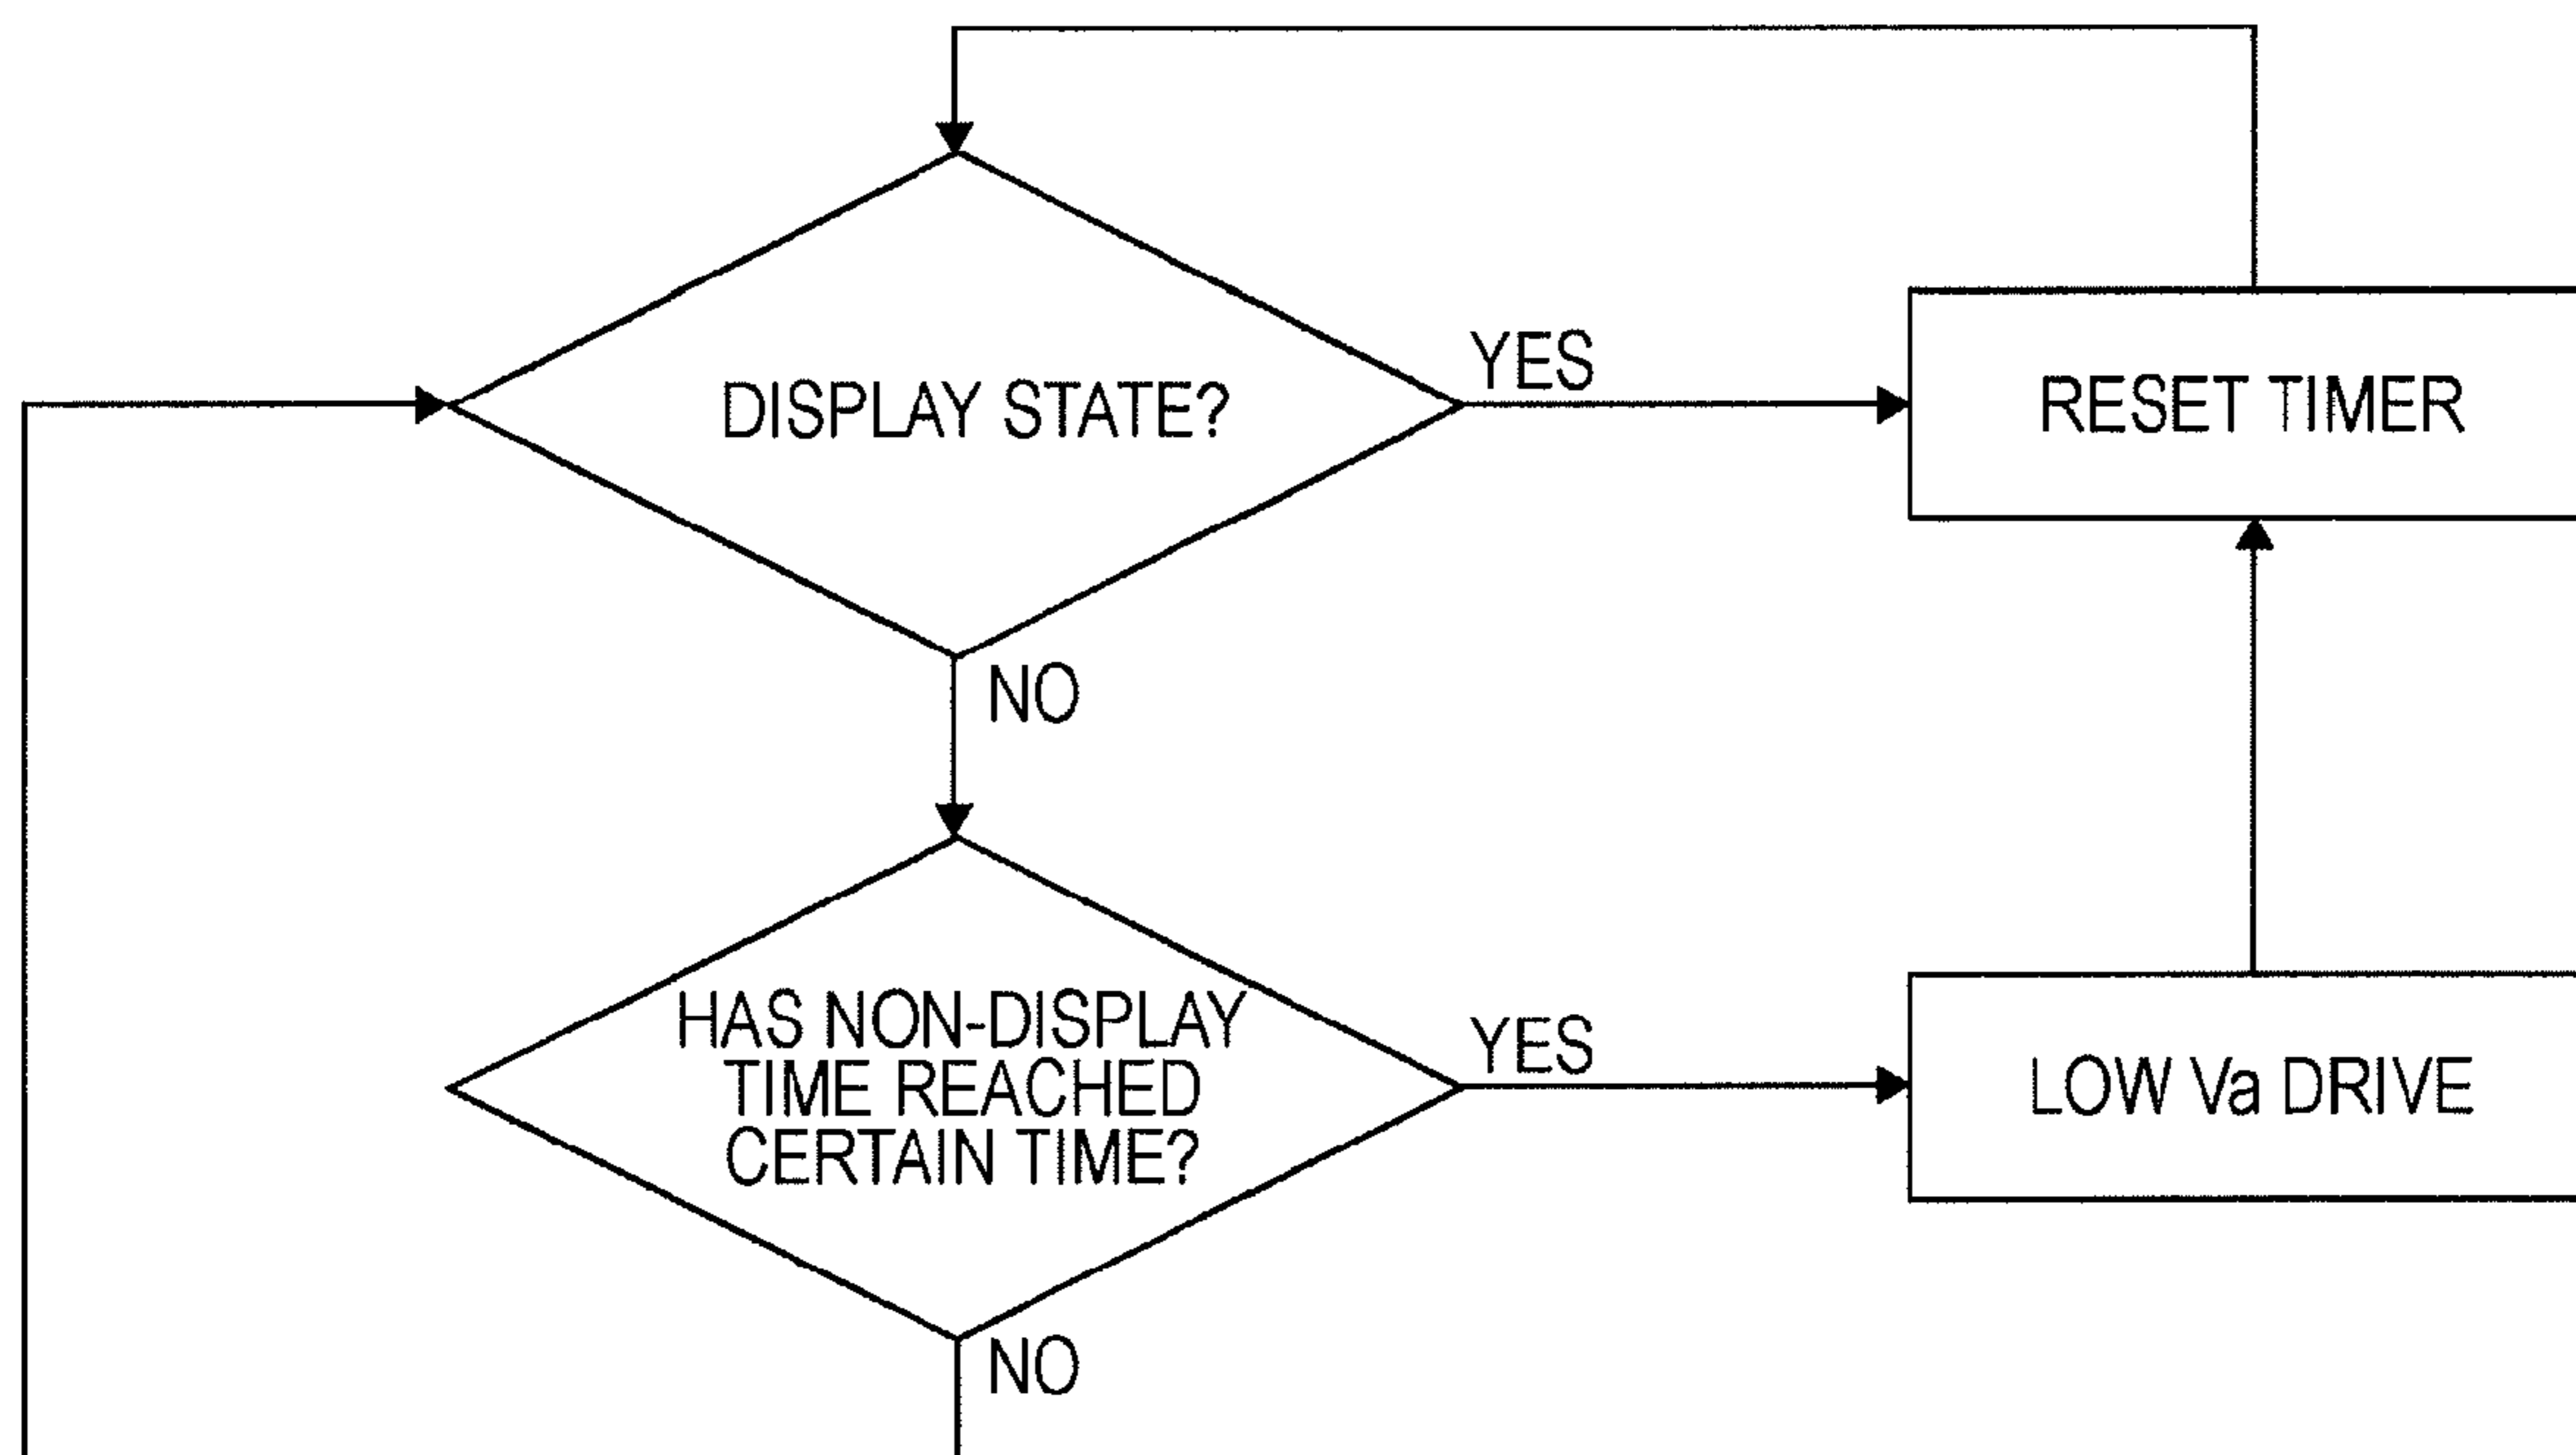 DISPLAY STATE?
YES
RESET TIMER
NO
HAS NON-DISPLAY
TIME REACHED
CERTAIN TIME?
YES
LOW Va DRIVE
NO